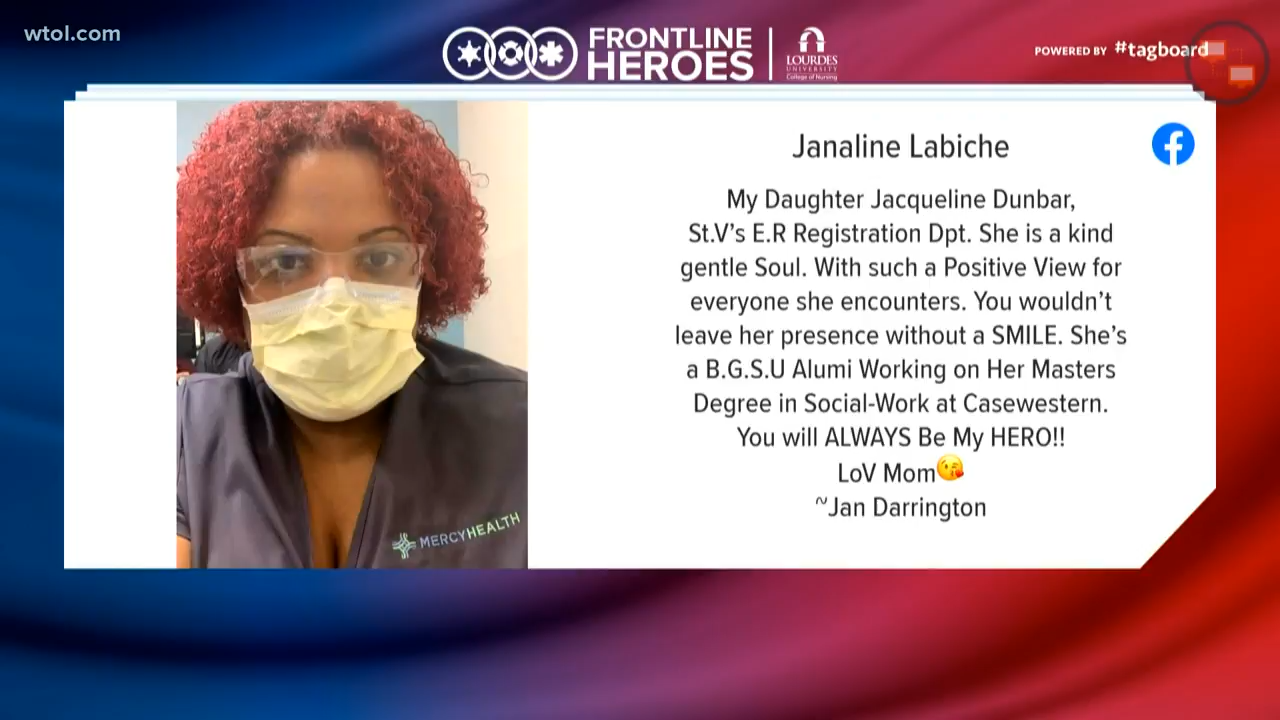 wtol.com
FRONTLINE
HEROES
LOURDES
UNIVERSITY
College of Nursing
POWERED BY #tagboard
Janaline Labiche
My Daughter Jacqueline Dunbar,
St.V's E.R Registration Dpt. She is a kind
gentle Soul. With such a Positive View for
everyone she encounters. You wouldn't
leave her presence without a SMILE. She's
a B.G.S.U Alumi Working on Her Masters
Degree in Social-Work at Casewestern.
You will ALWAYS Be My HERO!!
LoV Mom😘
~Jan Darrington
MERCYHEALTH